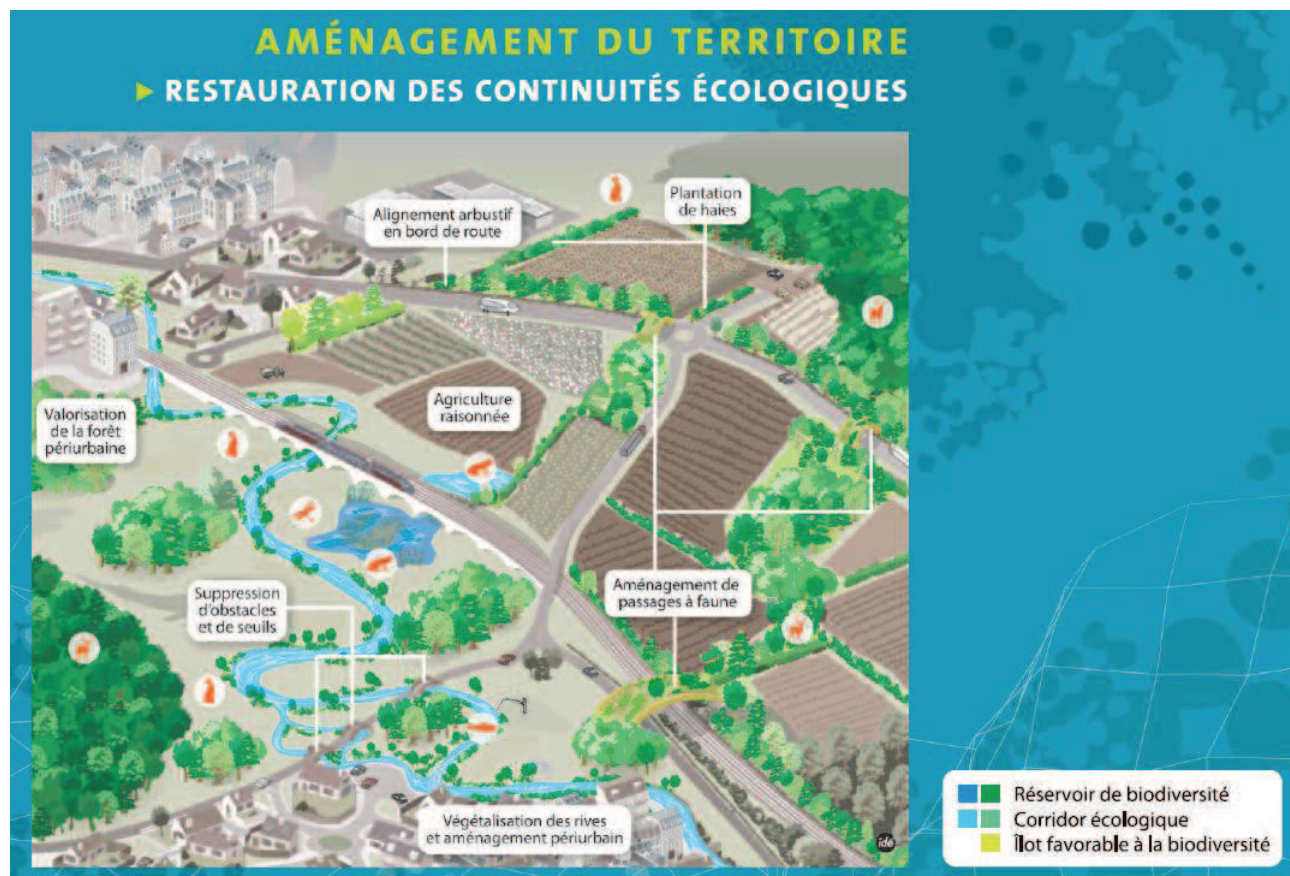 AMÉNAGEMENT DU TERRITOIRE
► RESTAURATION DES CONTINUITÉS ÉCOLOGIQUES
Plantation
de haies
Alignement arbustif
en bord de route
Agriculture
raisonnée
Valorisation
de la forêt
périurbaine
Suppression
d'obstacles
et de seuils
Aménagement de
passages à faune
Végétalisation des rives
et aménagement périurbain
idé
Réservoir de biodiversité
Corridor écologique
Îlot favorable à la biodiversité